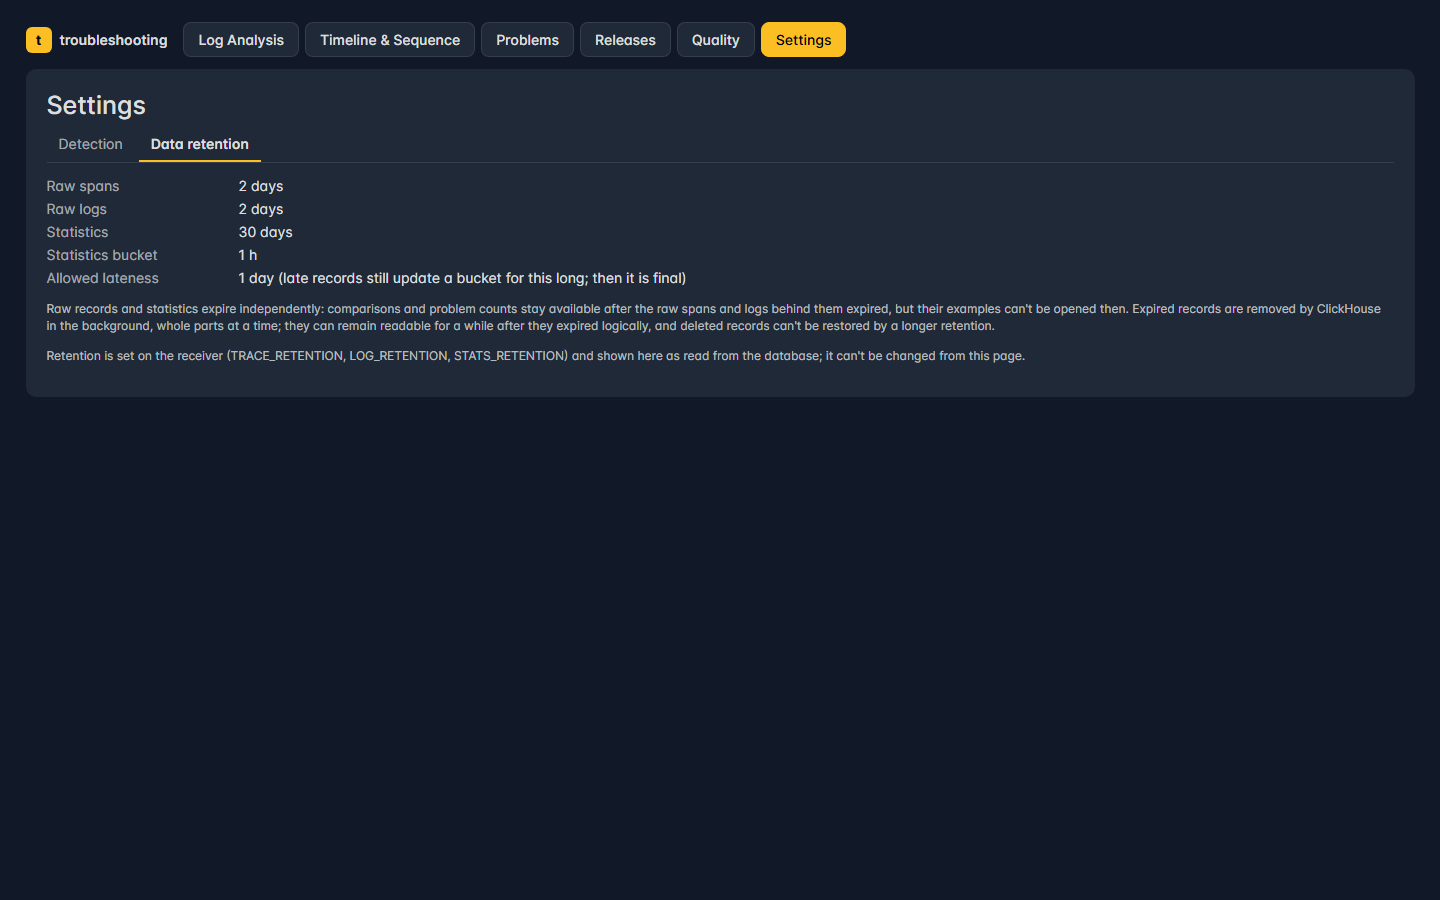 t troubleshooting Log Analysis Timeline & Sequence Problems Releases Quality Settings
Settings
Detection Data retention
Raw spans 2 days
Raw logs 2 days
Statistics 30 days
Statistics bucket 1 h
Allowed lateness 1 day (late records still update a bucket for this long; then it is final)
Raw records and statistics expire independently: comparisons and problem counts stay available after the raw spans and logs behind them expired, but their examples can't be opened then. Expired records are removed by ClickHouse
in the background, whole parts at a time; they can remain readable for a while after they expired logically, and deleted records can't be restored by a longer retention.
Retention is set on the receiver (TRACE_RETENTION, LOG_RETENTION, STATS_RETENTION) and shown here as read from the database; it can't be changed from this page.